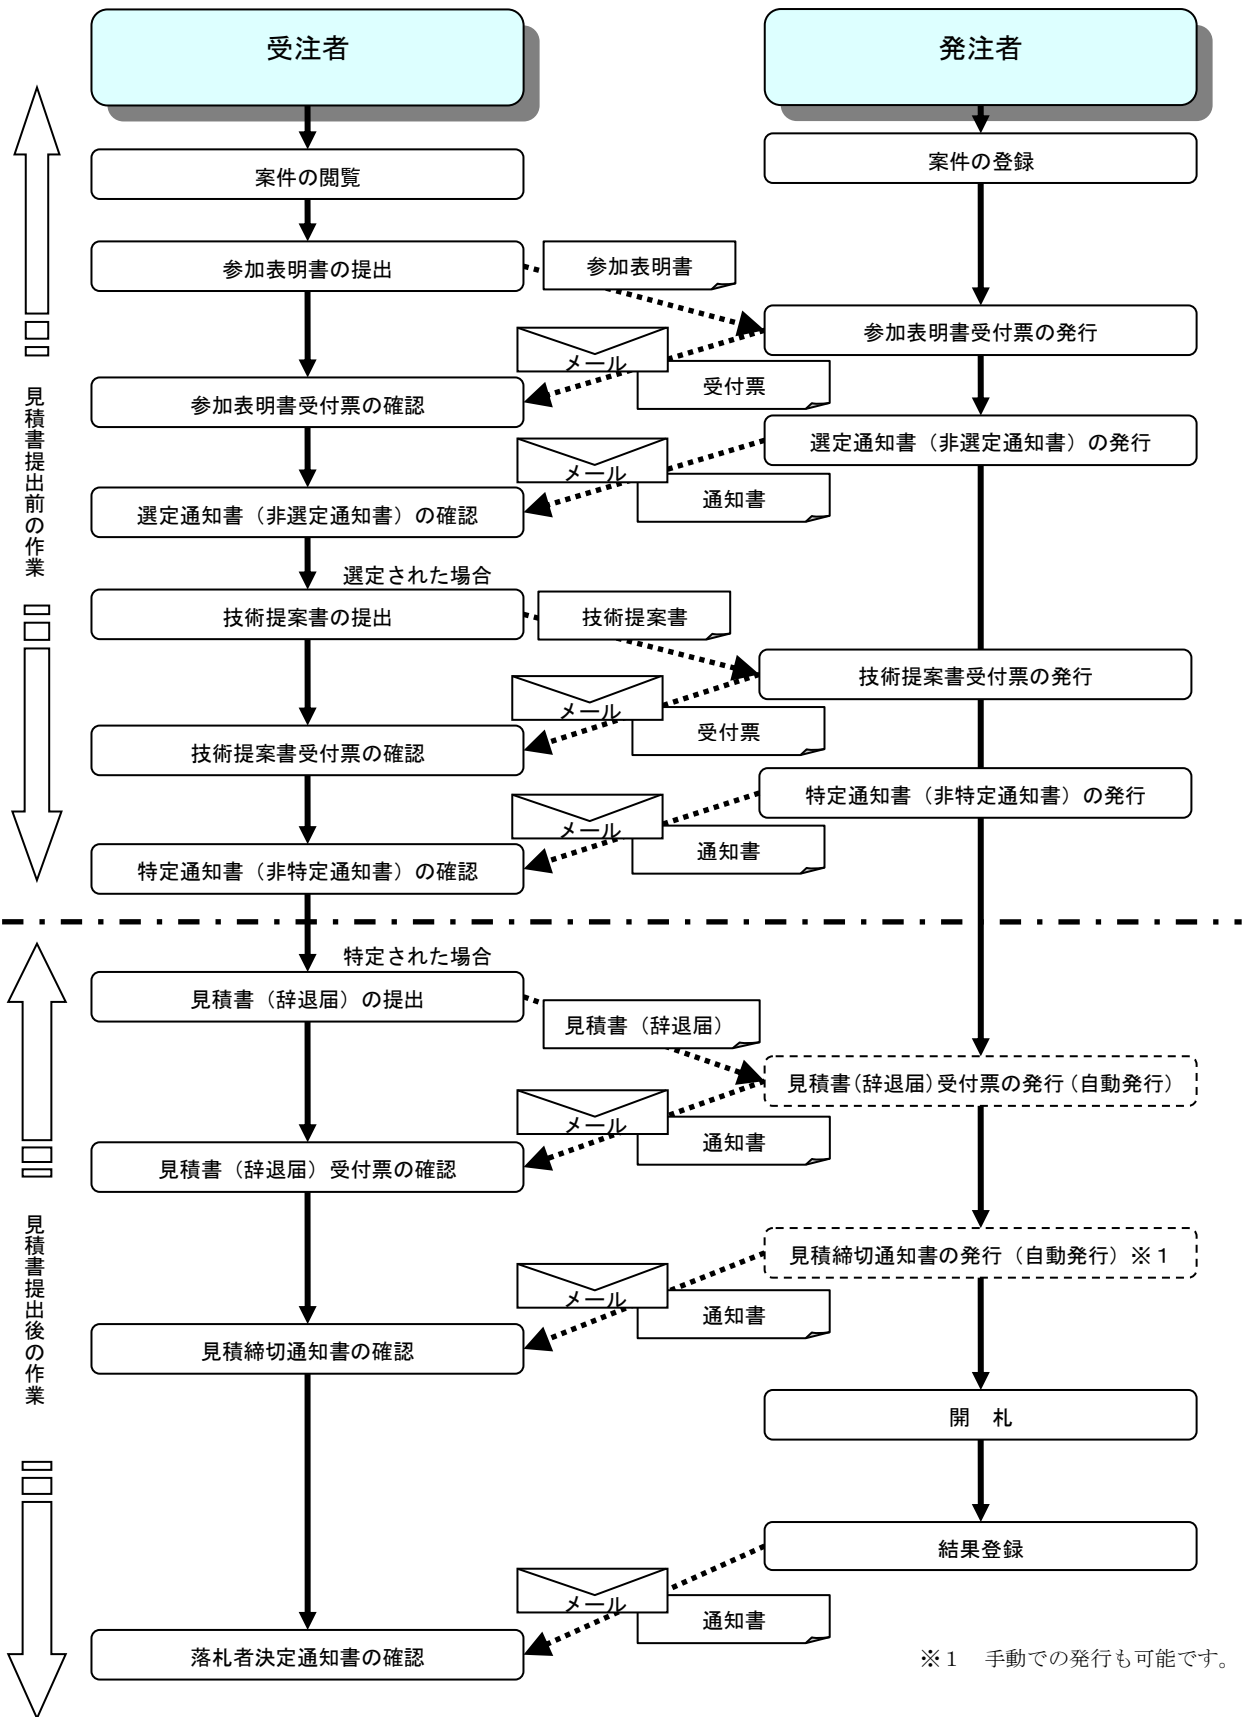 受注者
発注者
案件の閲覧
案件の登録
参加表明書の提出
参加表明書
参加表明書受付票の発行
メール
受付票
参加表明書受付票の確認
選定通知書（非選定通知書）の発行
メール
通知書
選定通知書（非選定通知書）の確認
見積書提出前の作業
選定された場合
技術提案書の提出
技術提案書
技術提案書受付票の発行
メール
受付票
技術提案書受付票の確認
特定通知書（非特定通知書）の発行
メール
通知書
特定通知書（非特定通知書）の確認
特定された場合
見積書（辞退届）の提出
見積書（辞退届）
見積書（辞退届）受付票の発行（自動発行）
メール
通知書
見積書（辞退届）受付票の確認
見積書提出後の作業
見積締切通知書の発行（自動発行）※１
メール
通知書
見積締切通知書の確認
開　札
結果登録
メール
通知書
落札者決定通知書の確認
※１　手動での発行も可能です。